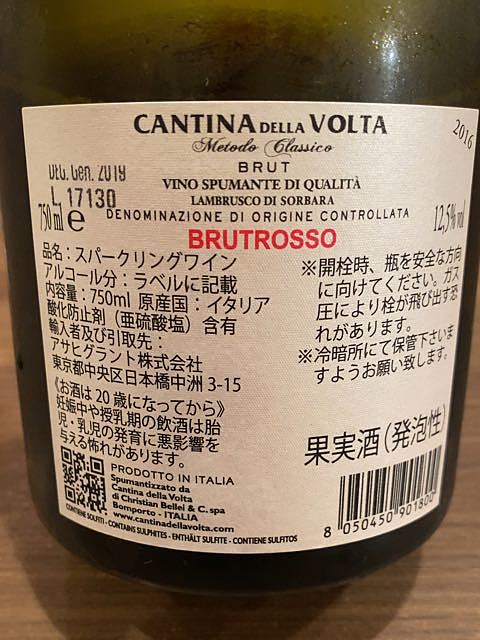 CANTINA DELLA VOLTA
2016
Metodo Classico
BRUT
DEG. Gen. 2019
L 17130
VINO SPUMANTE DI QUALITÀ
LAMBRUSCO DI SORBARA
750 ml e
DENOMINAZIONE DI ORIGINE CONTROLLATA
12,5% vol
BRUTROSSO
品名：スパークリングワイン
アルコール分：ラベルに記載
内容量：750ml 原産国：イタリア
酸化防止剤（亜硫酸塩）含有
輸入者及び引取先：
アサヒグラント株式会社
東京都中央区日本橋中洲 3-15
※開栓時、瓶を安全な方向
に向けてください。ガス
圧により栓が飛び出す恐
れがあります。
※冷暗所にて保管下さいま
すようお願い致します。
《お酒は 20 歳になってから》
妊娠中や授乳期の飲酒は胎
児・乳児の発育に悪影響を
与える怖れがあります。
果実酒（発泡性）
PRODOTTO IN ITALIA
Spumantizzato da
Cantina della Volta
di Christian Bellei & C. spa
Bomporto - ITALIA
www.cantinadellavolta.com
CONTIENE SOLFITI - CONTAINS SULPHITES - ENTHÄLT SULFITE - CONTIENE SULFITOS
8 050450 901800